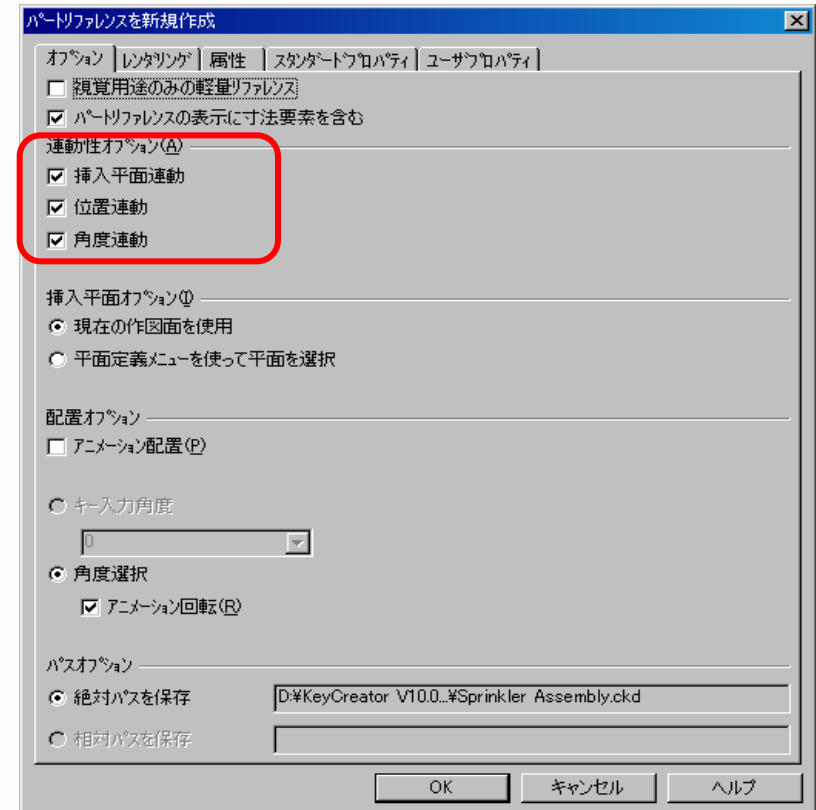 パートリファレンスを新規作成
オプション レンダリング 属性 スタンダードプロパティ ユーザプロパティ
視覚用途のみの軽量リファレンス
パートリファレンスの表示に寸法要素を含む
連動性オプション(A)
挿入平面連動
位置連動
角度連動
挿入平面オプション(I)
現在の作図面を使用
平面定義メニューを使って平面を選択
配置オプション
アニメーション配置(P)
キー入力角度
0
角度選択
アニメーション回転(R)
パスオプション
絶対パスを保存 D:¥KeyCreator V10.0...¥Sprinkler Assembly.ckd
相対パスを保存
OK キャンセル ヘルプ